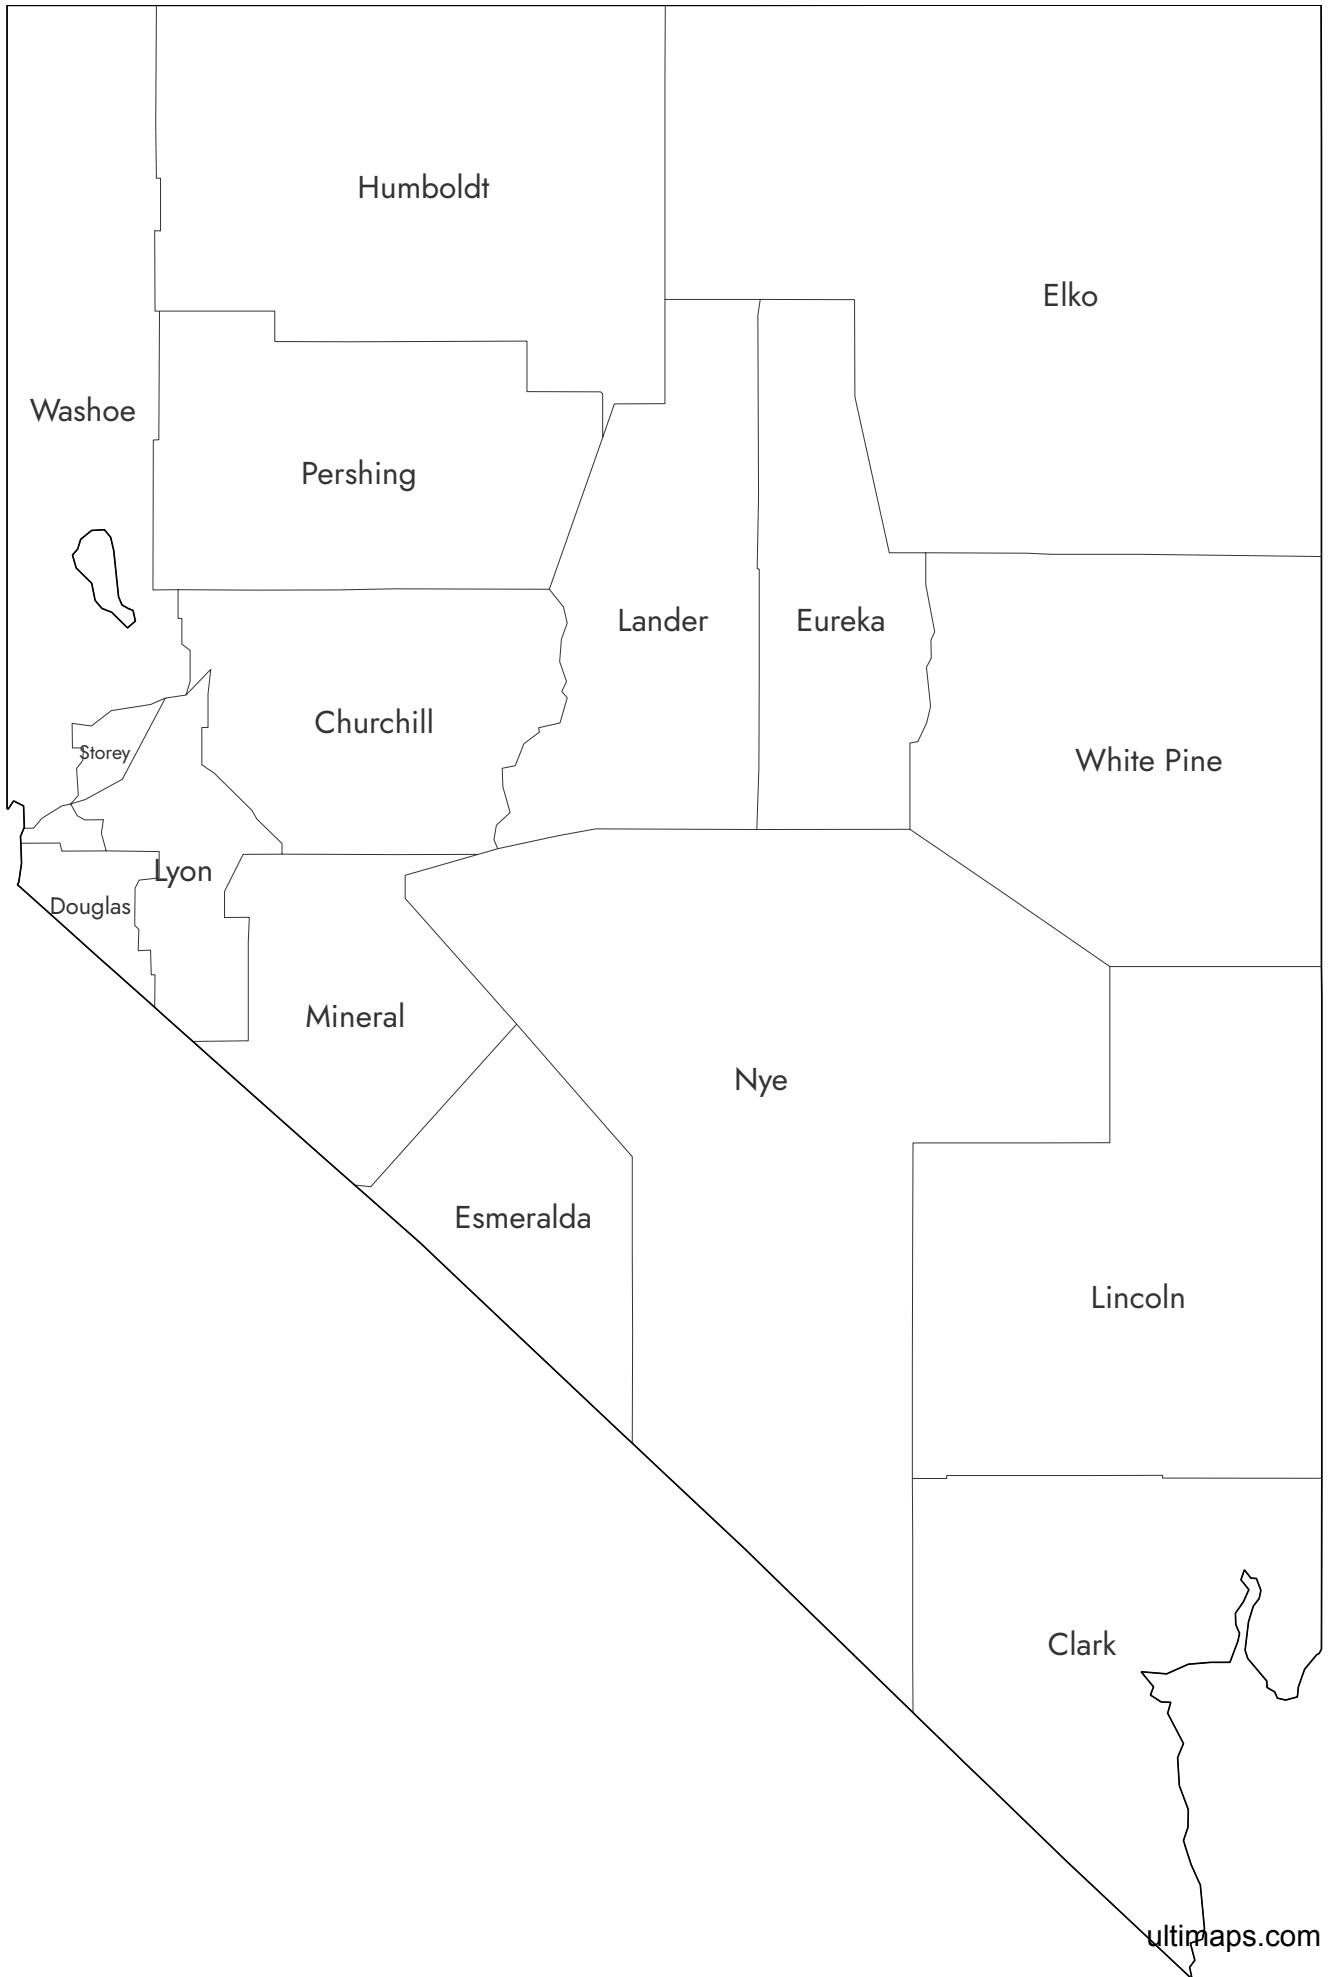 Humboldt
Elko
Washoe
Pershing
Lander
Eureka
Churchill
Storey
White Pine
Lyon
Douglas
Mineral
Nye
Esmeralda
Lincoln
Clark
ultimaps.com